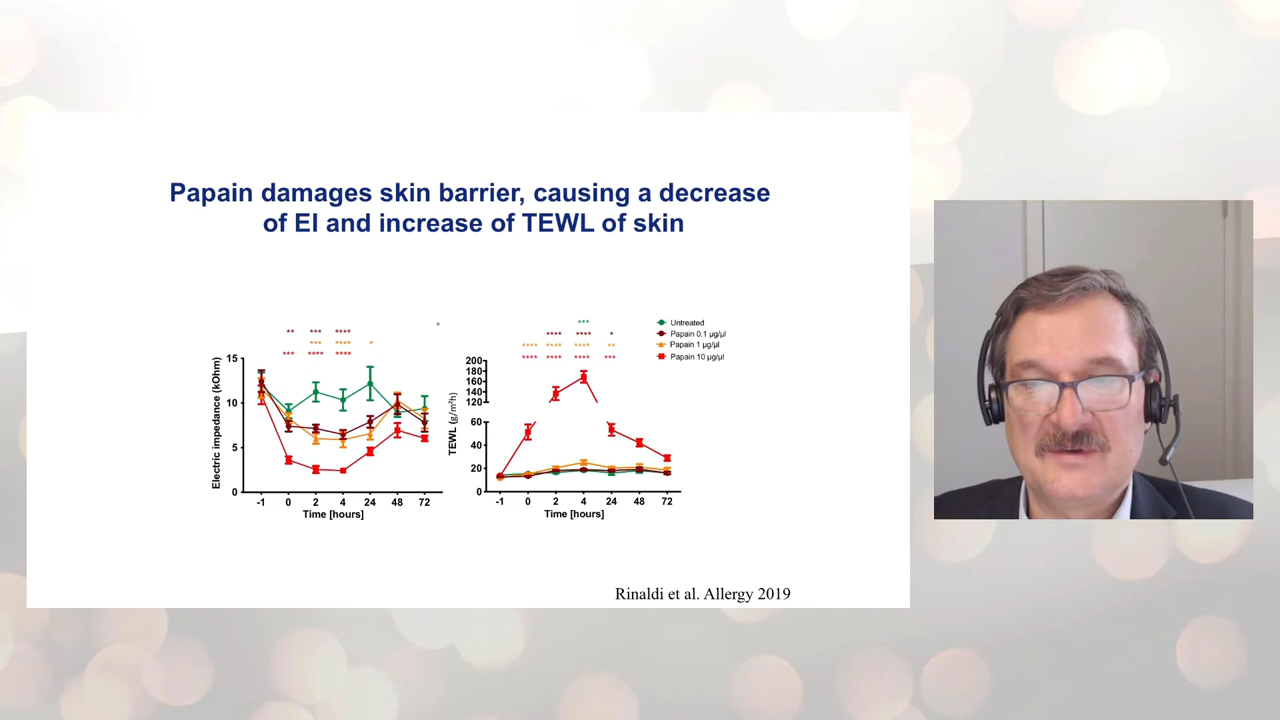 Papain damages skin barrier, causing a decrease
of EI and increase of TEWL of skin
** *** ****
*** ****
*
*** **** ****
15
10
5
0
Electric impedance (kOhm)
-1 0 2 4 24 48 72
Time [hours]
***
**** **** *
**** **** **** **
**** **** **** ***
200
180
160
140
120
60
40
20
0
TEWL (g/m²h)
-1 0 2 4 24 48 72
Time [hours]
Untreated
Papain 0.1 µg/µl
Papain 1 µg/µl
Papain 10 µg/µl
Rinaldi et al. Allergy 2019